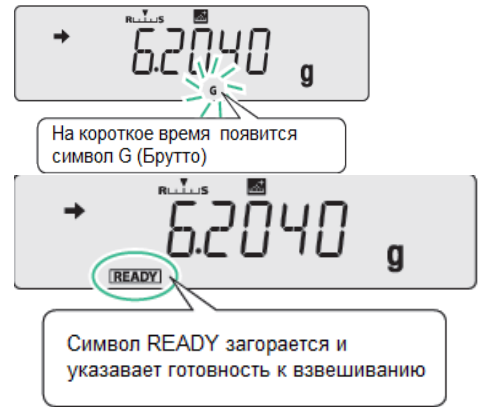 R S
6.2040 g
G
На короткое время появится
символ G (Брутто)
R S
6.2040 g
READY
Символ READY загорается и
указавает готовность к взвешиванию